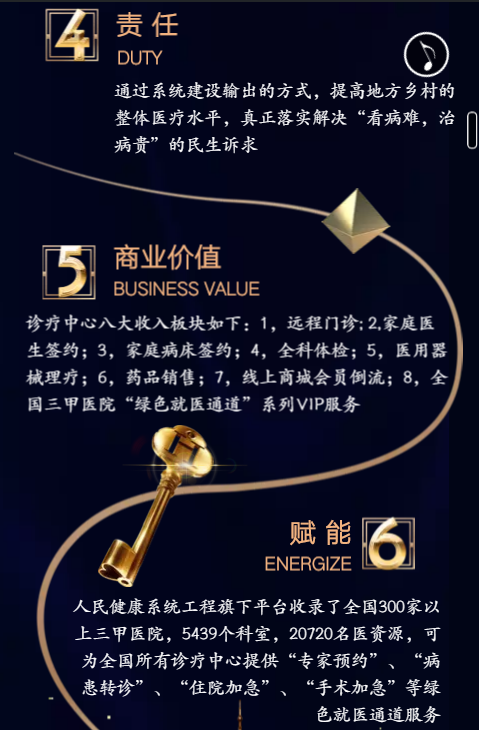 4 责任
DUTY
通过系统建设输出的方式，提高地方乡村的
整体医疗水平，真正落实解决“看病难，治
病贵”的民生诉求
5 商业价值
BUSINESS VALUE
诊疗中心八大收入板块如下：1，远程门诊；2,家庭医
生签约；3，家庭病床签约；4，全科体检；5，医用器
械理疗；6，药品销售；7，线上商城会员倒流；8，全
国三甲医院“绿色就医通道”系列VIP服务
赋能 6
ENERGIZE
人民健康系统工程旗下平台收录了全国300家以
上三甲医院，5439个科室，20720名医资源，可
为全国所有诊疗中心提供“专家预约”、“病
患转诊”、“住院加急”、“手术加急”等绿
色就医通道服务